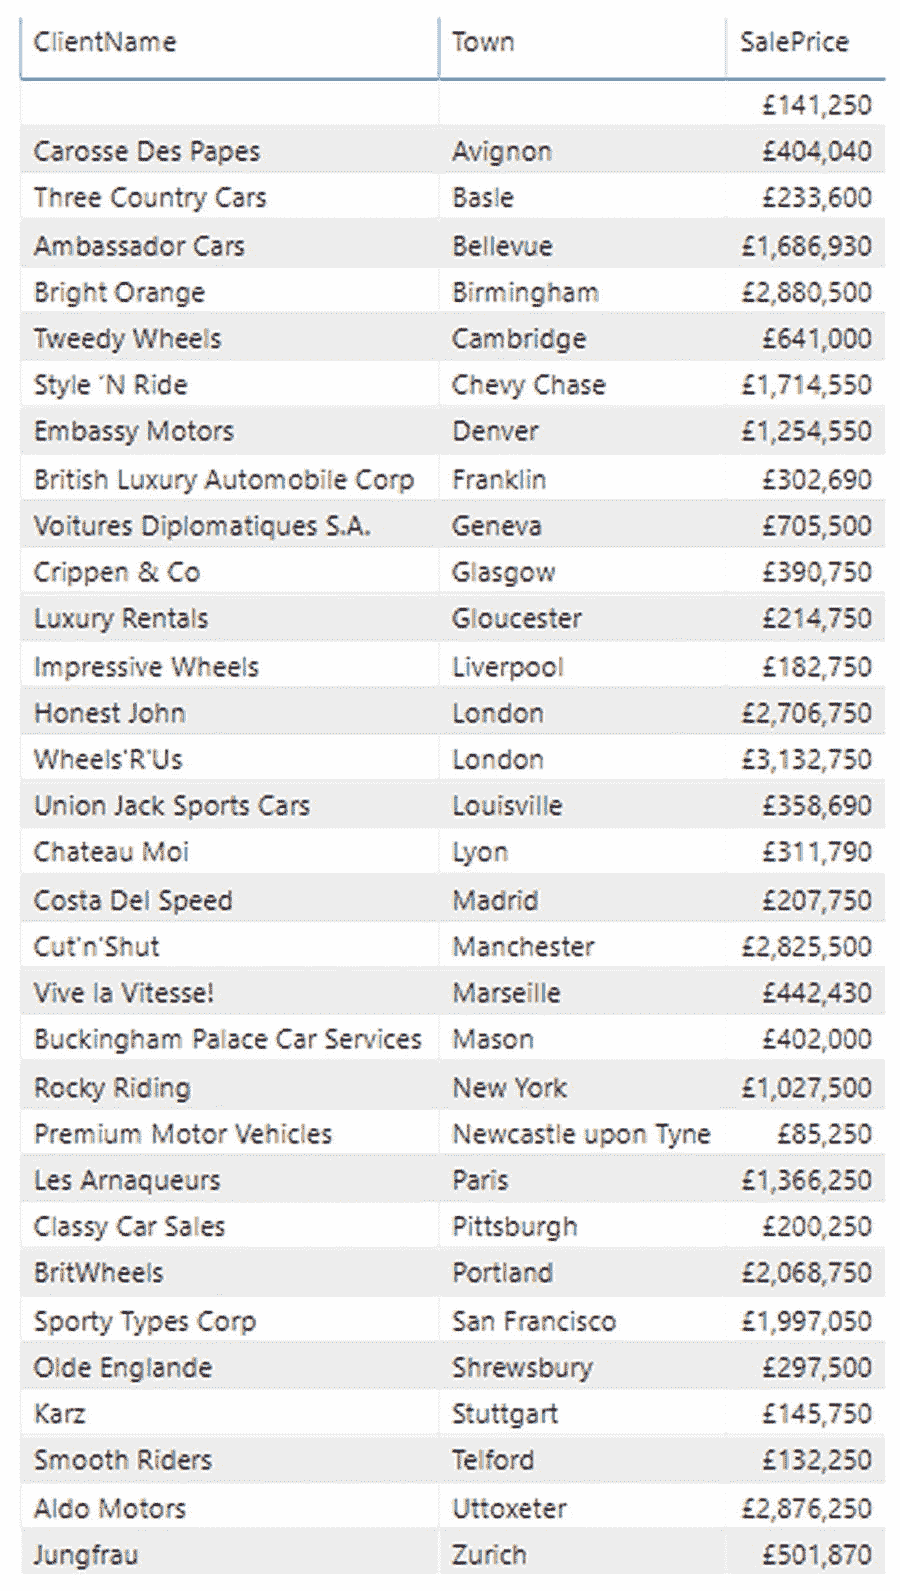 ClientName Town SalePrice
£141,250
Carosse Des Papes Avignon £404,040
Three Country Cars Basle £233,600
Ambassador Cars Bellevue £1,686,930
Bright Orange Birmingham £2,880,500
Tweedy Wheels Cambridge £641,000
Style 'N Ride Chevy Chase £1,714,550
Embassy Motors Denver £1,254,550
British Luxury Automobile Corp Franklin £302,690
Voitures Diplomatiques S.A. Geneva £705,500
Crippen & Co Glasgow £390,750
Luxury Rentals Gloucester £214,750
Impressive Wheels Liverpool £182,750
Honest John London £2,706,750
Wheels'R'Us London £3,132,750
Union Jack Sports Cars Louisville £358,690
Chateau Moi Lyon £311,790
Costa Del Speed Madrid £207,750
Cut'n'Shut Manchester £2,825,500
Vive la Vitesse! Marseille £442,430
Buckingham Palace Car Services Mason £402,000
Rocky Riding New York £1,027,500
Premium Motor Vehicles Newcastle upon Tyne £85,250
Les Arnaqueurs Paris £1,366,250
Classy Car Sales Pittsburgh £200,250
BritWheels Portland £2,068,750
Sporty Types Corp San Francisco £1,997,050
Olde Englande Shrewsbury £297,500
Karz Stuttgart £145,750
Smooth Riders Telford £132,250
Aldo Motors Uttoxeter £2,876,250
Jungfrau Zurich £501,870